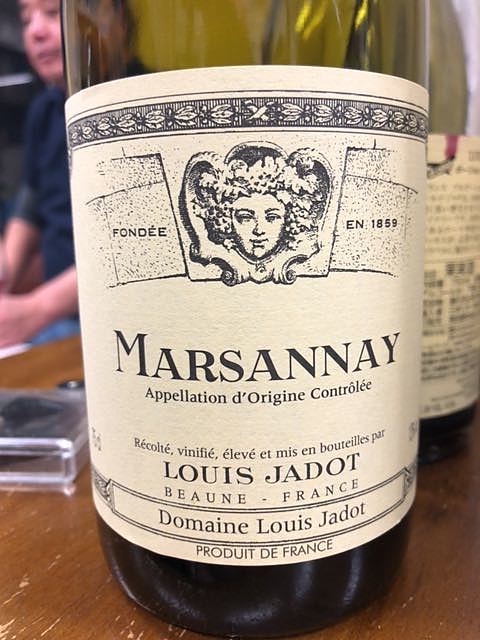 FONDÉE EN 1859
MARSANNAY
Appellation d'Origine Contrôlée
Récolté, vinifié, élevé et mis en bouteilles par
LOUIS JADOT
BEAUNE - FRANCE
Domaine Louis Jadot
PRODUIT DE FRANCE